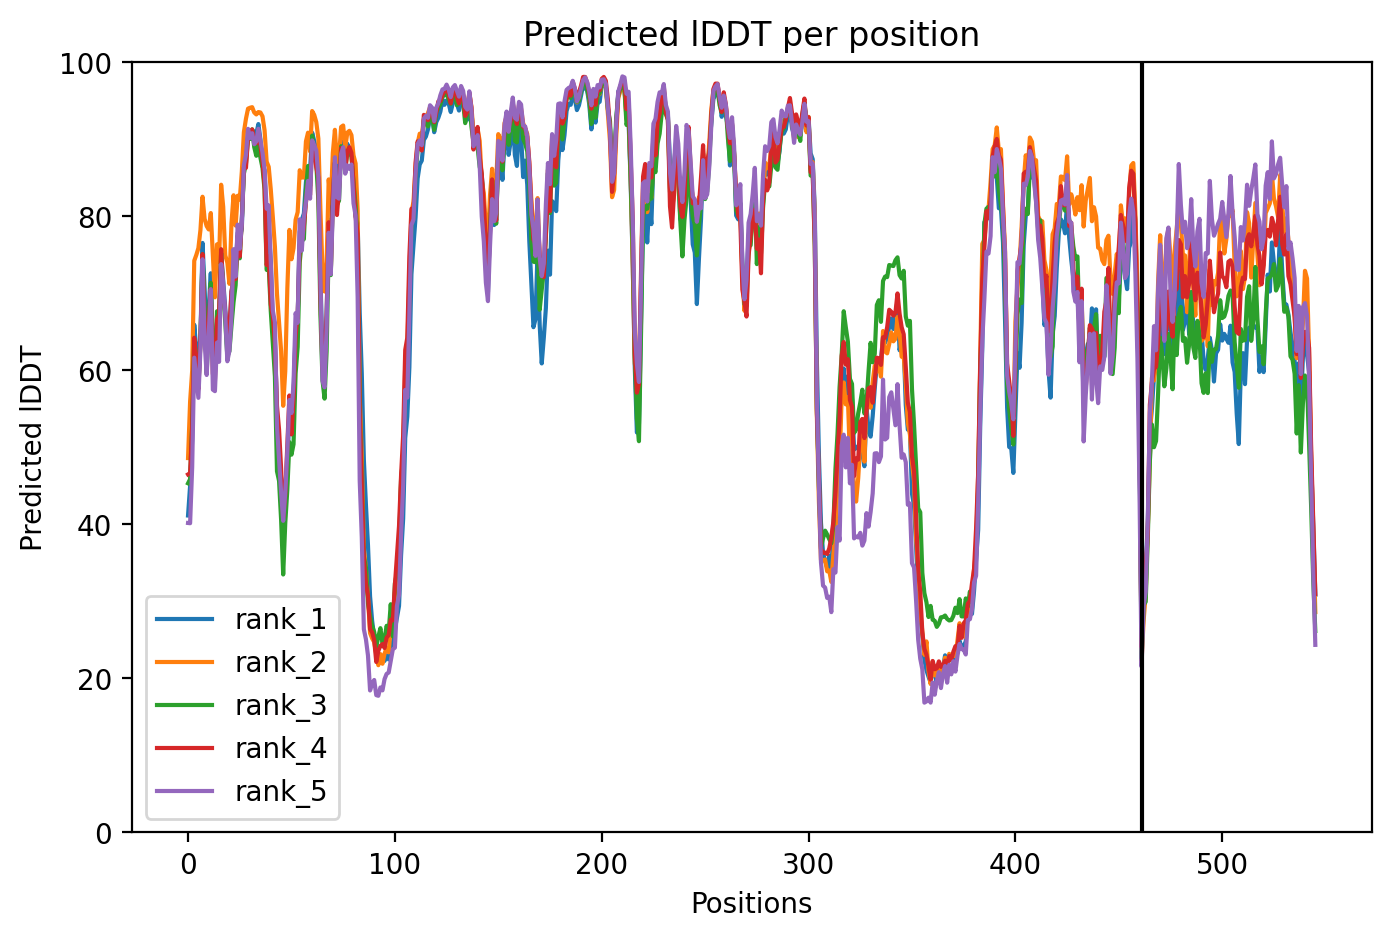 Predicted lDDT per position
100
80
60
40
20
0
Predicted lDDT
rank_1
rank_2
rank_3
rank_4
rank_5
0 100 200 300 400 500
Positions